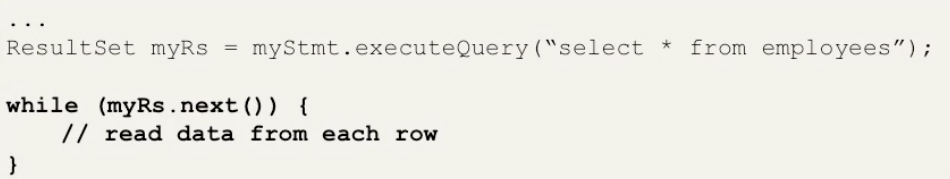 ...
ResultSet myRs = myStmt.executeQuery(“select * from employees”);
while (myRs.next()) {
// read data from each row
}